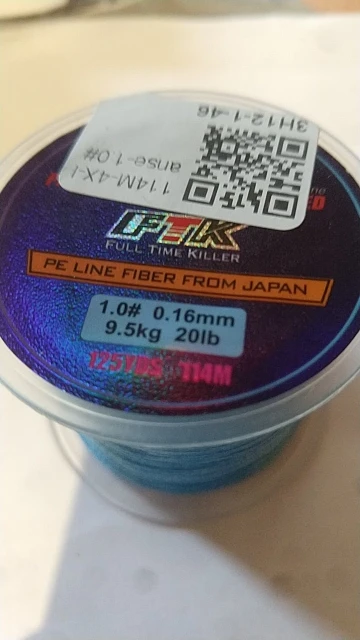 3H12-1-46
114M-4X-l
anse-1.0#
ED
FTK
FULL TIME KILLER
PE LINE FIBER FROM JAPAN
1.0# 0.16mm
9.5kg 20lb
125YDS 114M